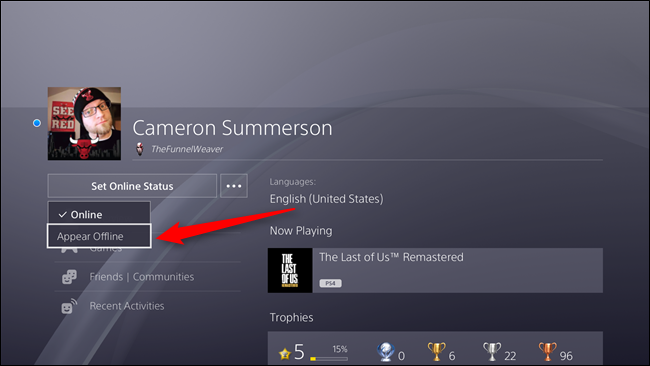 SEE
RED
Cameron Summerson
TheFunnelWeaver
Set Online Status
Languages:
English (United States)
✓ Online
Appear Offline
Games
Friends | Communities
Recent Activities
Now Playing
THE
LAST
OF
US
REMASTERED
The Last of Us™ Remastered
PS4
Trophies
5
15%
0
6
22
96